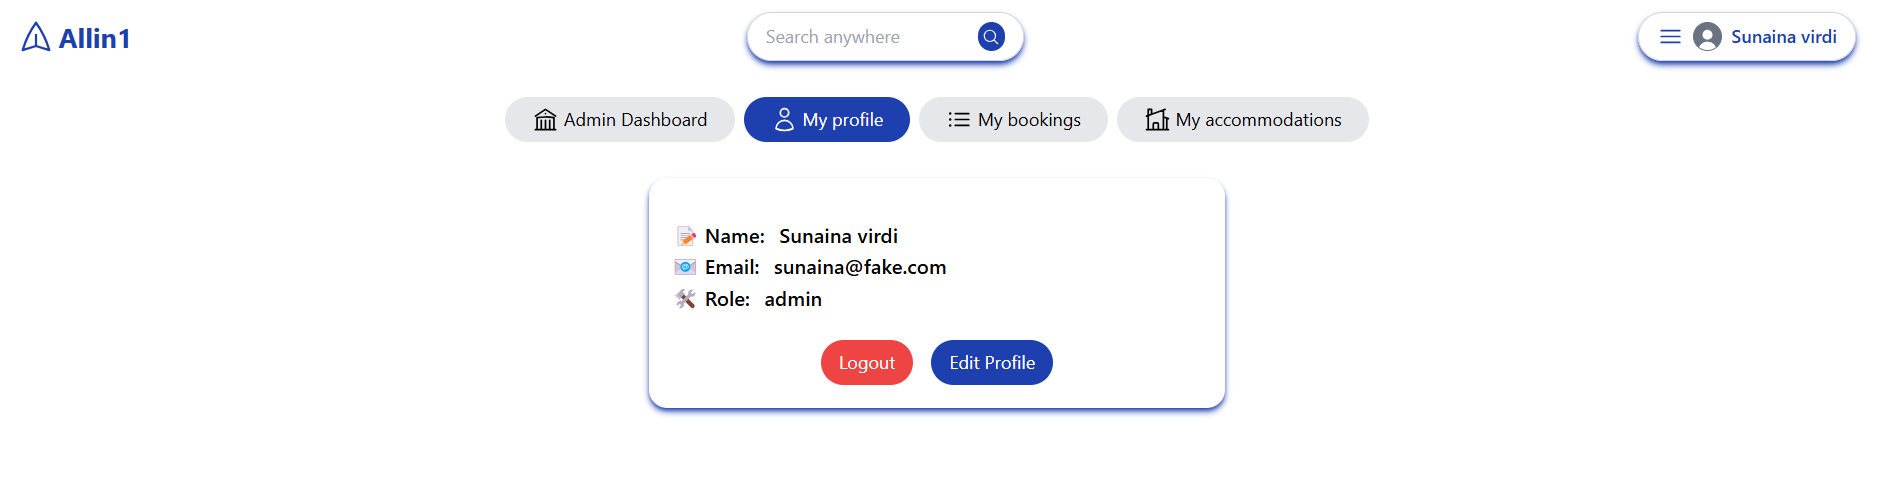 Allin1
Search anywhere
Sunaina virdi
Admin Dashboard
My profile
My bookings
My accommodations
Name: Sunaina virdi
Email: sunaina@fake.com
Role: admin
Logout
Edit Profile